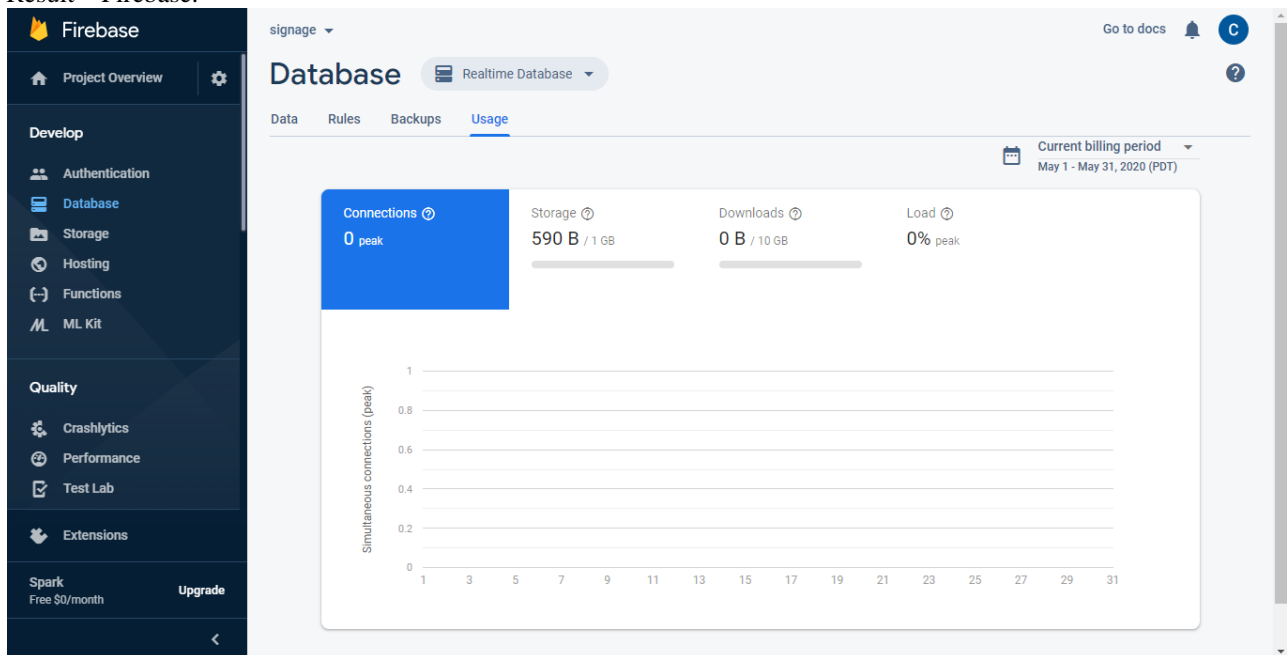 Result – Firebase:
Firebase
signage
Go to docs
C
Project Overview
Database
Realtime Database
?
Data Rules Backups Usage
Develop
Current billing period
May 1 - May 31, 2020 (PDT)
Authentication
Database
Storage
Hosting
Functions
ML ML Kit
Connections ?
0 peak
Storage ?
590 B / 1 GB
Downloads ?
0 B / 10 GB
Load ?
0% peak
Quality
Crashlytics
Performance
Test Lab
Extensions
Spark
Free $0/month
Upgrade
Simultaneous connections (peak)
1
0.8
0.6
0.4
0.2
0
1 3 5 7 9 11 13 15 17 19 21 23 25 27 29 31